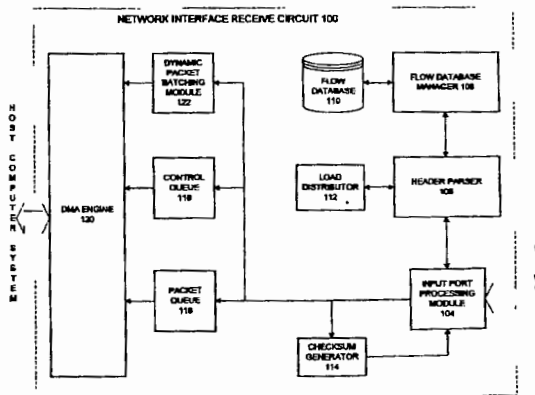 NETWORK INTERFACE RECEIVE CIRCUIT 100
DYNAMIC
PACKET
BATCHING
MODULE
122
FLOW
DATABASE
110
FLOW DATABASE
MANAGER 108
HOST COMPUTER SYSTEM
DMA ENGINE
120
CONTROL
QUEUE
118
LOAD
DISTRIBUTOR
112
HEADER PARSER
106
PACKET
QUEUE
116
INPUT PORT
PROCESSING
MODULE
104
CHECKSUM
GENERATOR
114